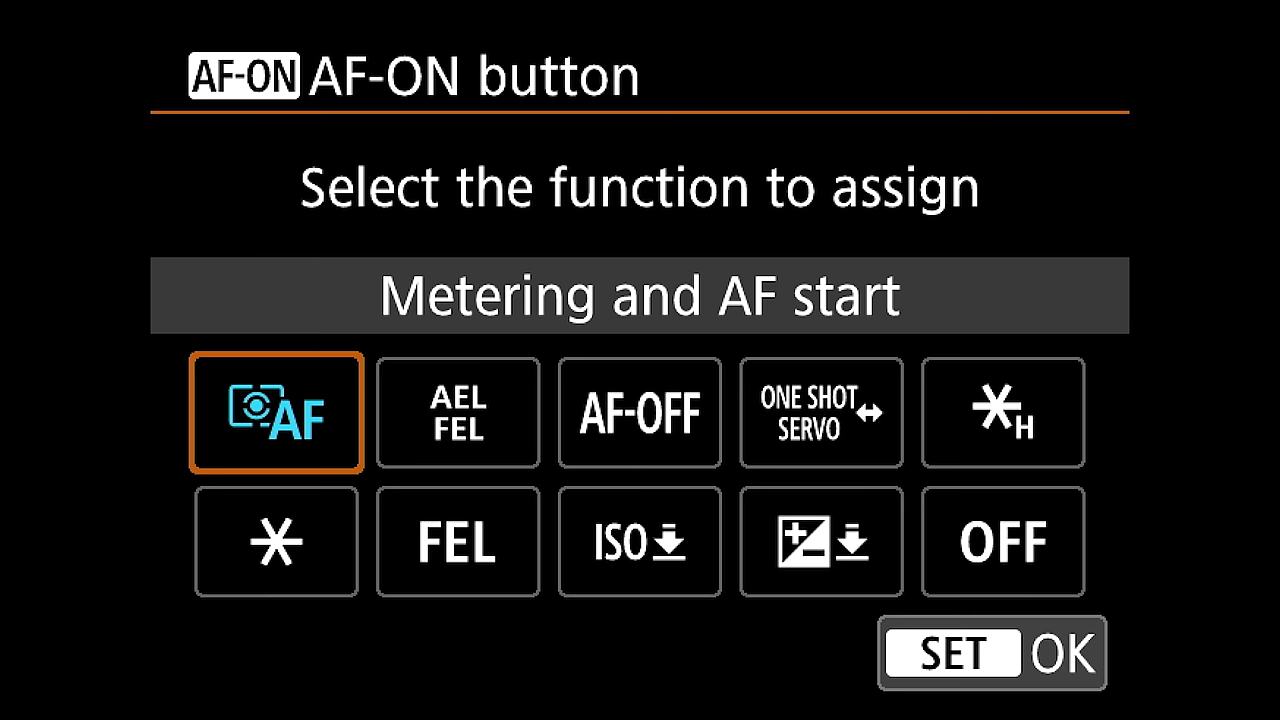 AF-ON AF-ON button
Select the function to assign
Metering and AF start
AF
AEL
FEL
AF-OFF
ONE SHOT
SERVO
H
FEL
ISO
OFF
SET OK